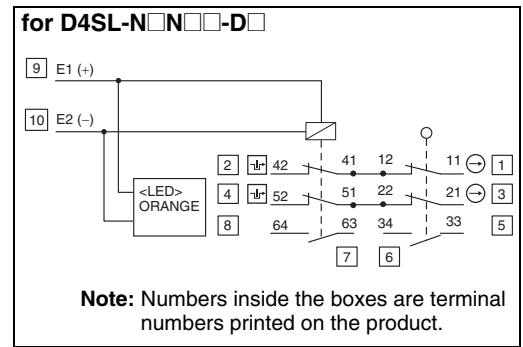 for D4SL-N□N□□-D□
9 E1 (+)
10 E2 (−)
2 42 41 12 11 1
<LED> 4 52 51 22 21 3
ORANGE
8 64 63 34 33 5
7 6
Note: Numbers inside the boxes are terminal
numbers printed on the product.